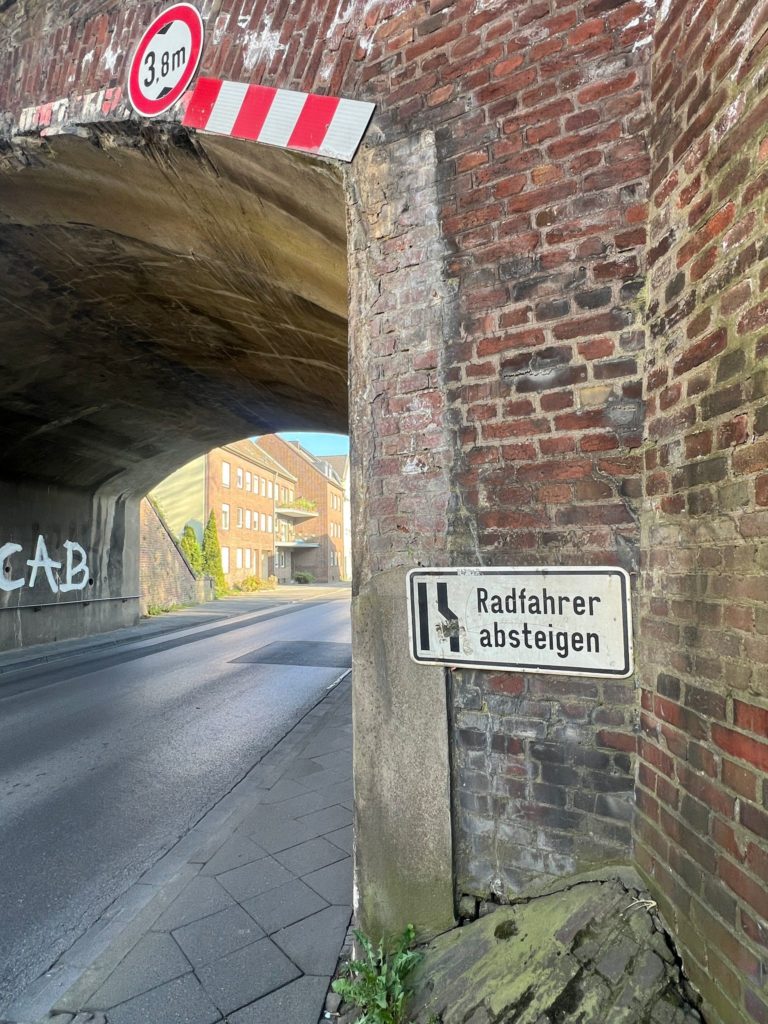 3,8m
CAB
Radfahrer
absteigen